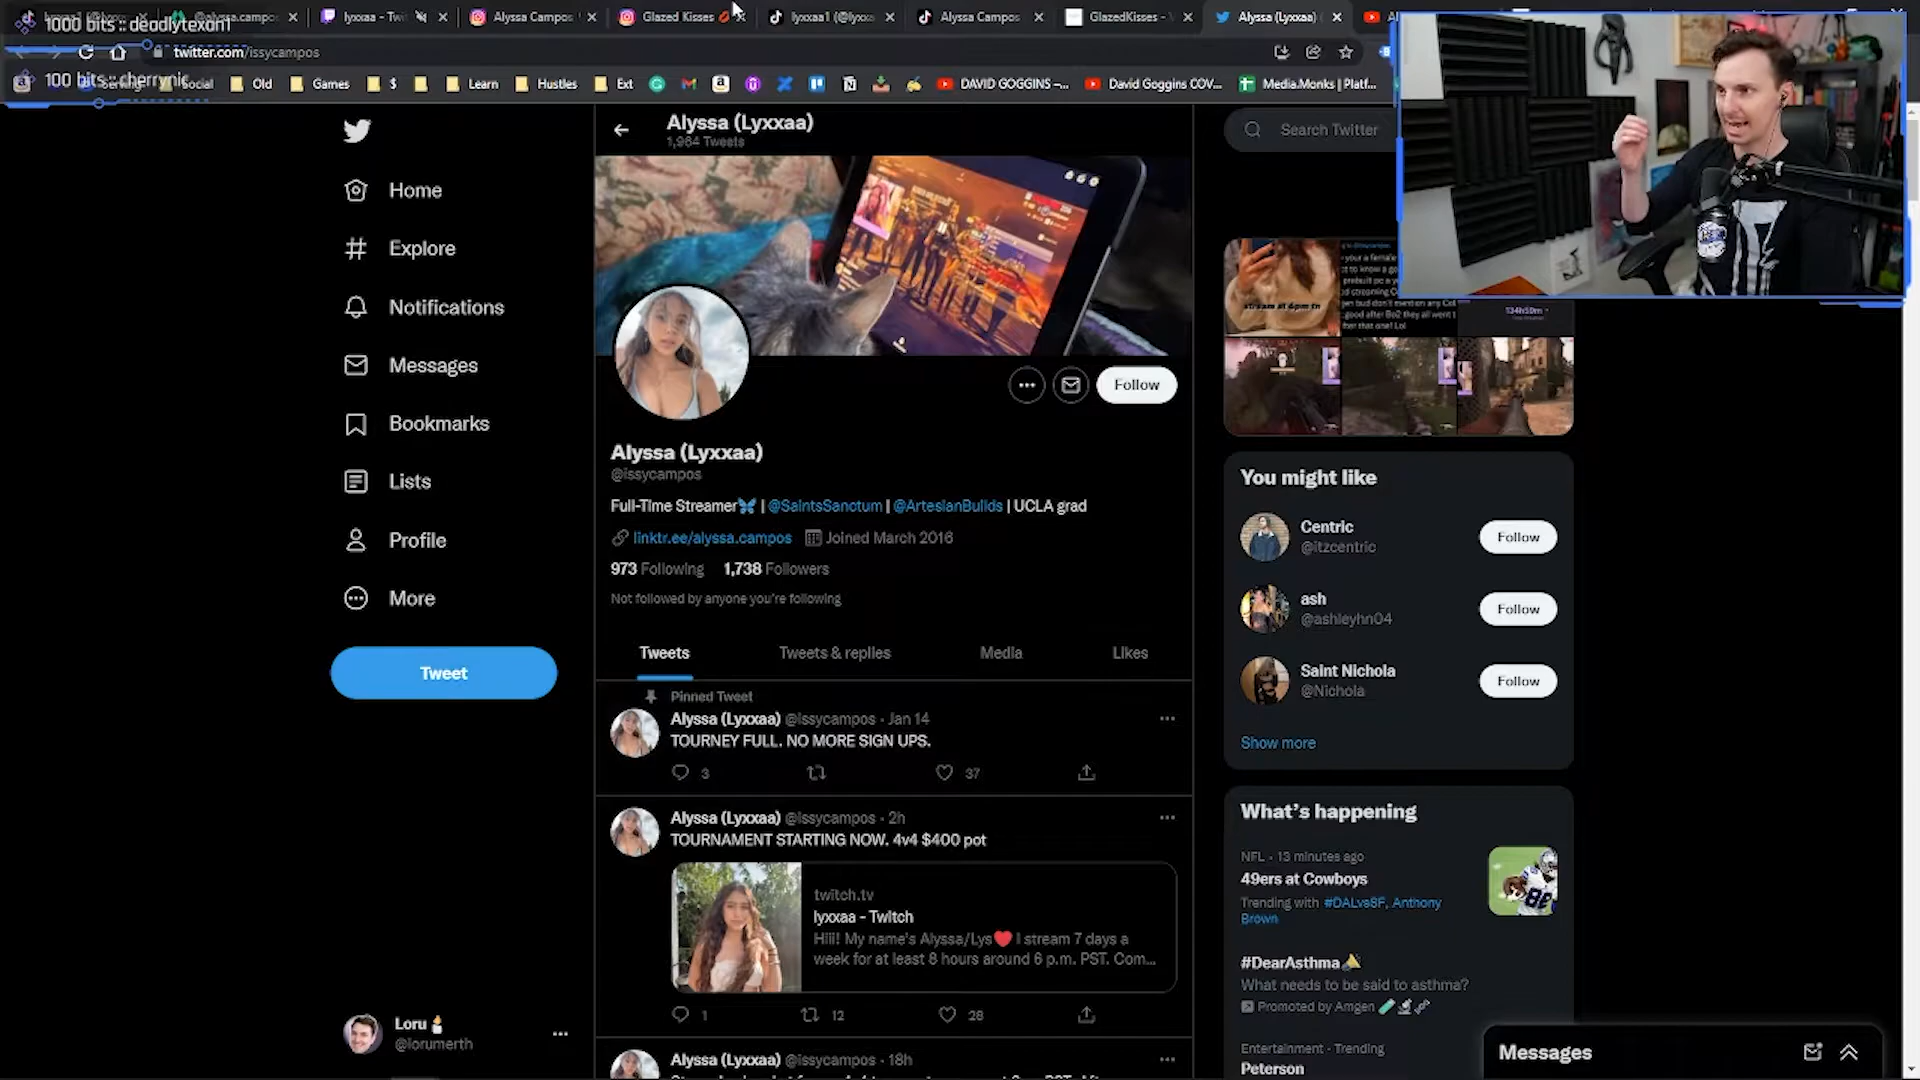 1000 bits :: deadlytexan1
lyxxaa - Twi
Alyssa Campos
Glazed Kisses
lyxxaa1 (@lyxx
Alyssa Campos
GlazedKisses -
Alyssa (Lyxxaa)
twitter.com/issycampos
100 bits :: cherrynic
Social
Old
Games
$
Learn
Hustles
Ext
DAVID GOGGINS –...
David Goggins COV...
Media.Monks | Platf...
Alyssa (Lyxxaa)
1,964 Tweets
Search Twitter
Home
Explore
Notifications
Messages
Bookmarks
Lists
Profile
More
Tweet
Follow
Alyssa (Lyxxaa)
@issycampos
Full-Time Streamer🦋 | @SaintsSanctum | @ArtesianBuilds | UCLA grad
linktr.ee/alyssa.campos
Joined March 2016
973 Following
1,738 Followers
Not followed by anyone you're following
Tweets
Tweets & replies
Media
Likes
Pinned Tweet
Alyssa (Lyxxaa) @issycampos · Jan 14
TOURNEY FULL. NO MORE SIGN UPS.
3
37
Alyssa (Lyxxaa) @issycampos · 2h
TOURNAMENT STARTING NOW. 4v4 $400 pot
twitch.tv
lyxxaa - Twitch
Hiii! My name's Alyssa/Lys❤️ I stream 7 days a
week for at least 8 hours around 6 p.m. PST. Com...
1
12
28
Alyssa (Lyxxaa) @issycampos · 18h
You might like
Centric
@itzcentric
Follow
ash
@ashleyhn04
Follow
Saint Nichola
@Nichola
Follow
Show more
What's happening
NFL · 13 minutes ago
49ers at Cowboys
Trending with #DALvsSF, Anthony
Brown
#DearAsthma
What needs to be said to asthma?
Promoted by Amgen
Entertainment · Trending
Peterson
Messages
Loru
@lorumerth